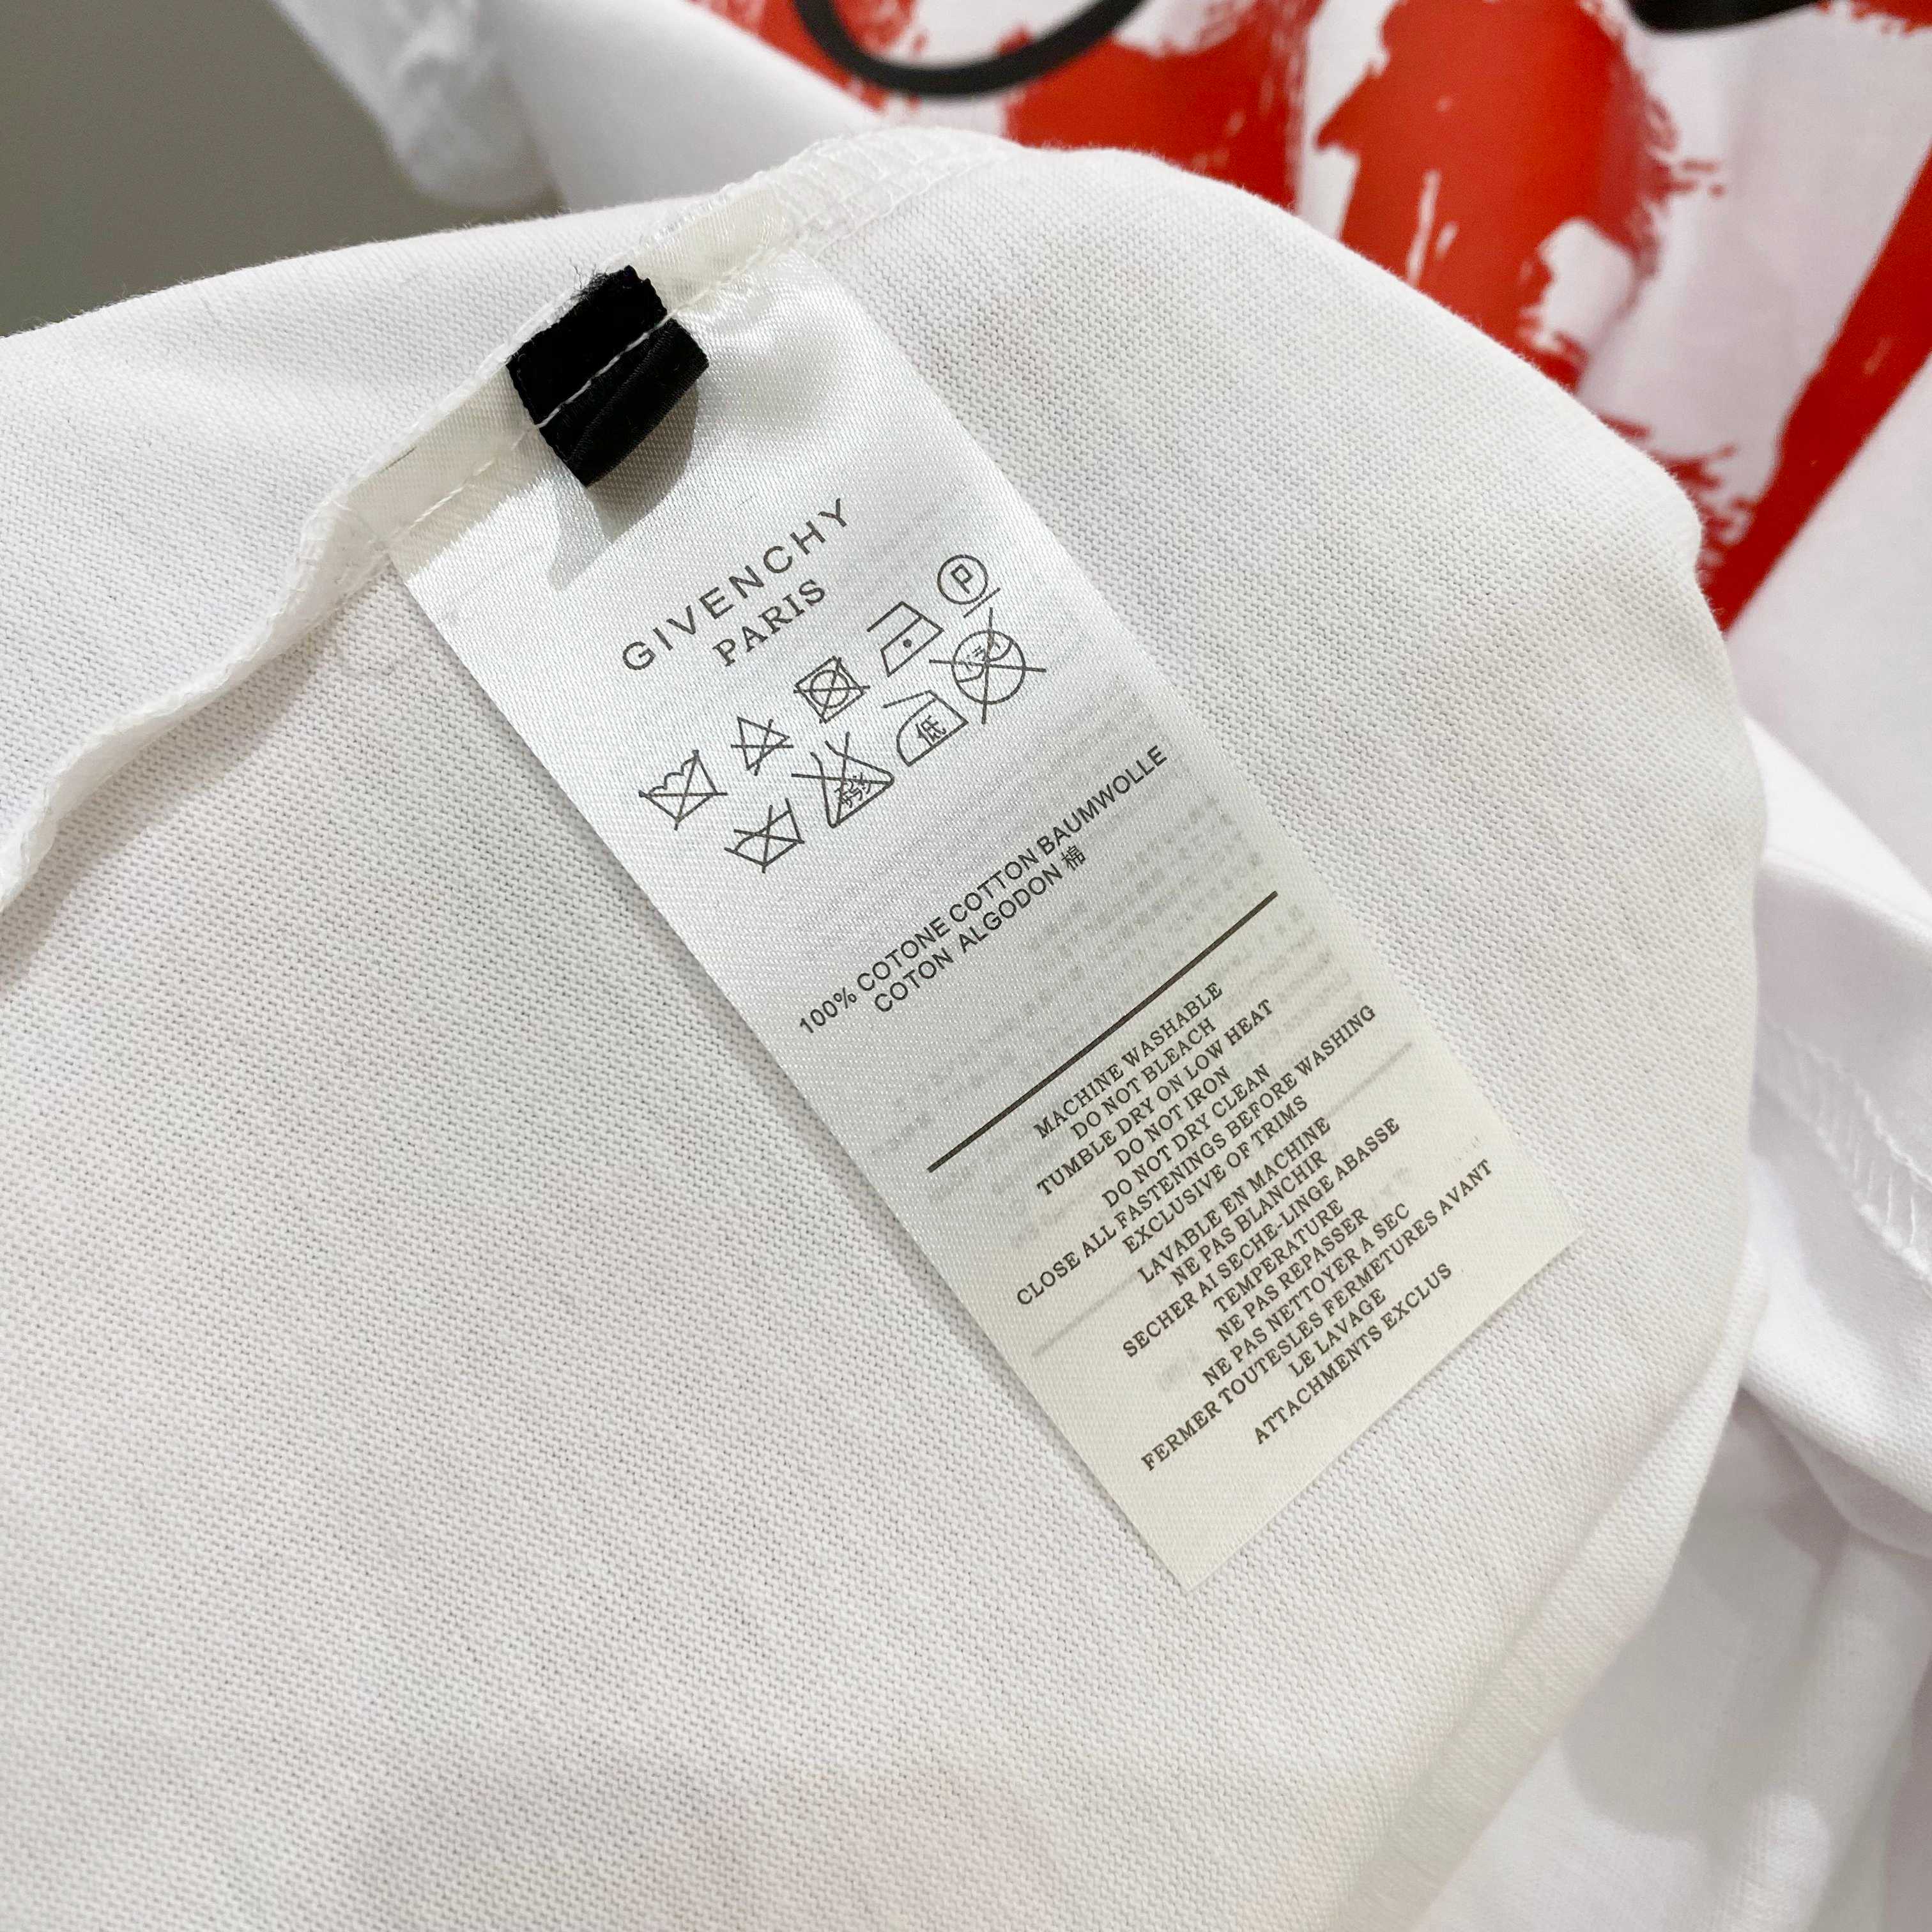 GIVENCHY
PARIS
P
低
ドライ
100% COTONE COTTON BAUMWOLLE
COTON ALGODON 棉
MACHINE WASHABLE
DO NOT BLEACH
TUMBLE DRY ON LOW HEAT
DO NOT IRON
DO NOT DRY CLEAN
CLOSE ALL FASTENINGS BEFORE WASHING
EXCLUSIVE OF TRIMS
LAVABLE EN MACHINE
NE PAS BLANCHIR
SECHER AI SECHE-LINGE ABASSE
TEMPERATURE
NE PAS REPASSER
NE PAS NETTOYER A SEC
FERMER TOUTESLES FERMETURES AVANT
LE LAVAGE
ATTACHMENTS EXCLUS